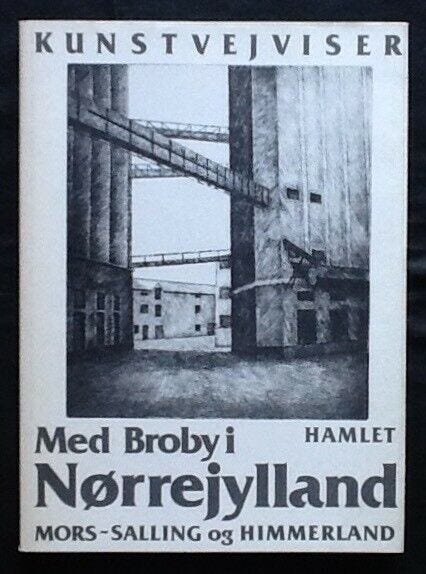 KUNSTVEJVISER
Med Broby i HAMLET
Nørrejylland
MORS-SALLING og HIMMERLAND